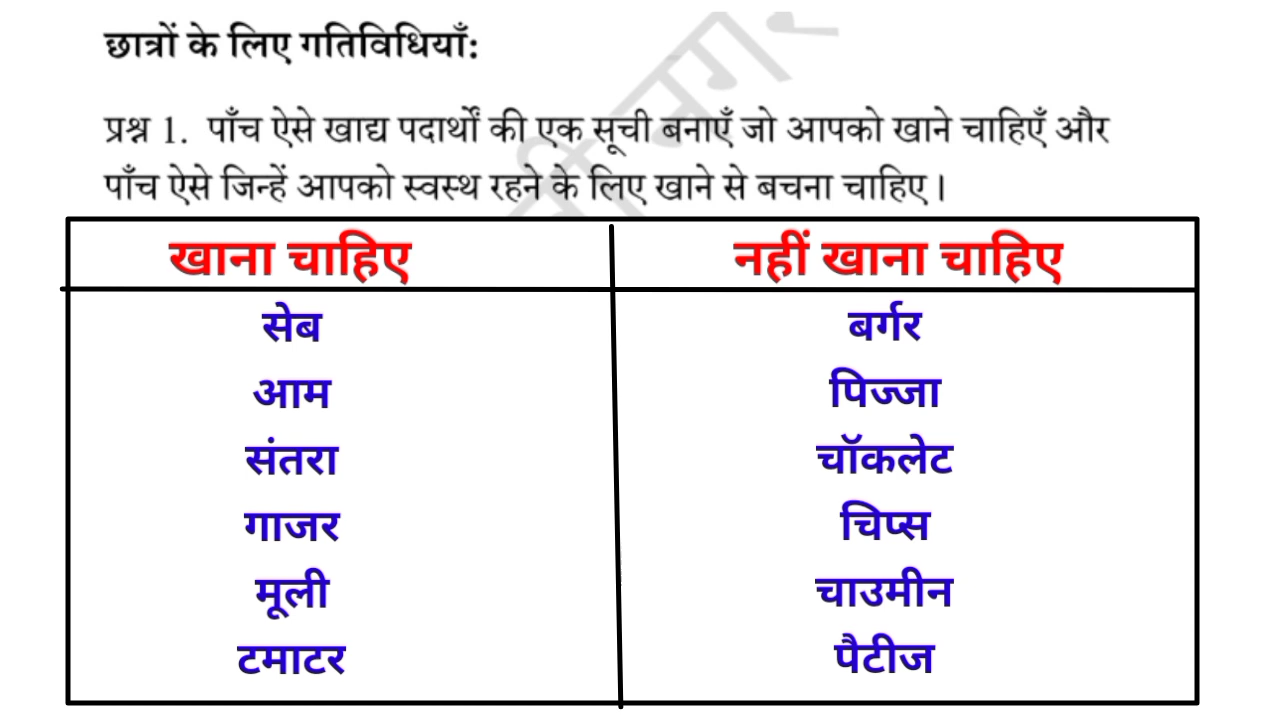 छात्रों के लिए गतिविधियाँ:
प्रश्न 1. पाँच ऐसे खाद्य पदार्थों की एक सूची बनाएँ जो आपको खाने चाहिएँ और
पाँच ऐसे जिन्हें आपको स्वस्थ रहने के लिए खाने से बचना चाहिए।
खाना चाहिए नहीं खाना चाहिए
सेब बर्गर
आम पिज्जा
संतरा चॉकलेट
गाजर चिप्स
मूली चाउमीन
टमाटर पैटीज